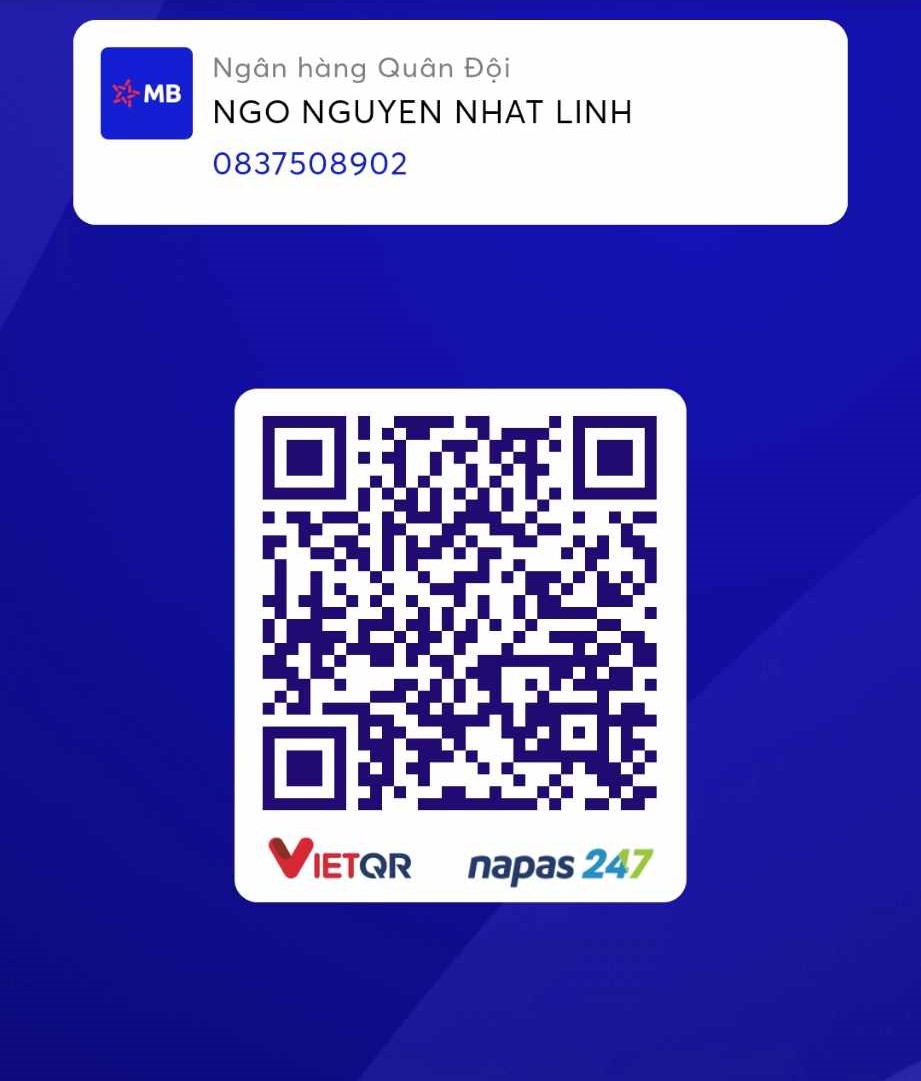 MB
Ngân hàng Quân Đội
NGO NGUYEN NHAT LINH
0837508902
VIETQR
napas 247